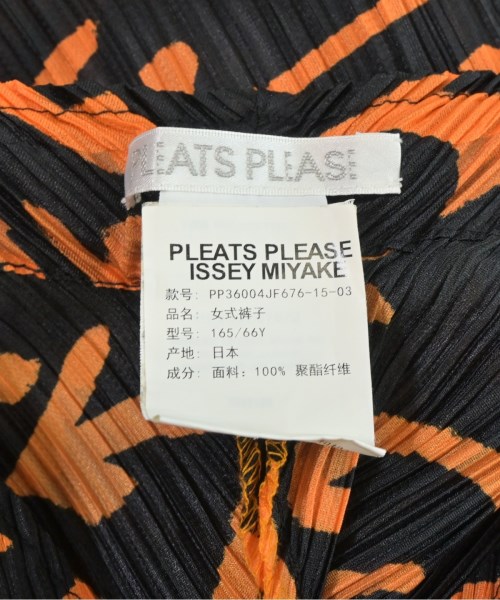 PLEATS PLEASE
PLEATS PLEASE
ISSEY MIYAKE
款号: PP36004JF676-15-03
品名: 女式裤子
型号: 165/66Y
产地: 日本
成分: 面料: 100% 聚酯纤维